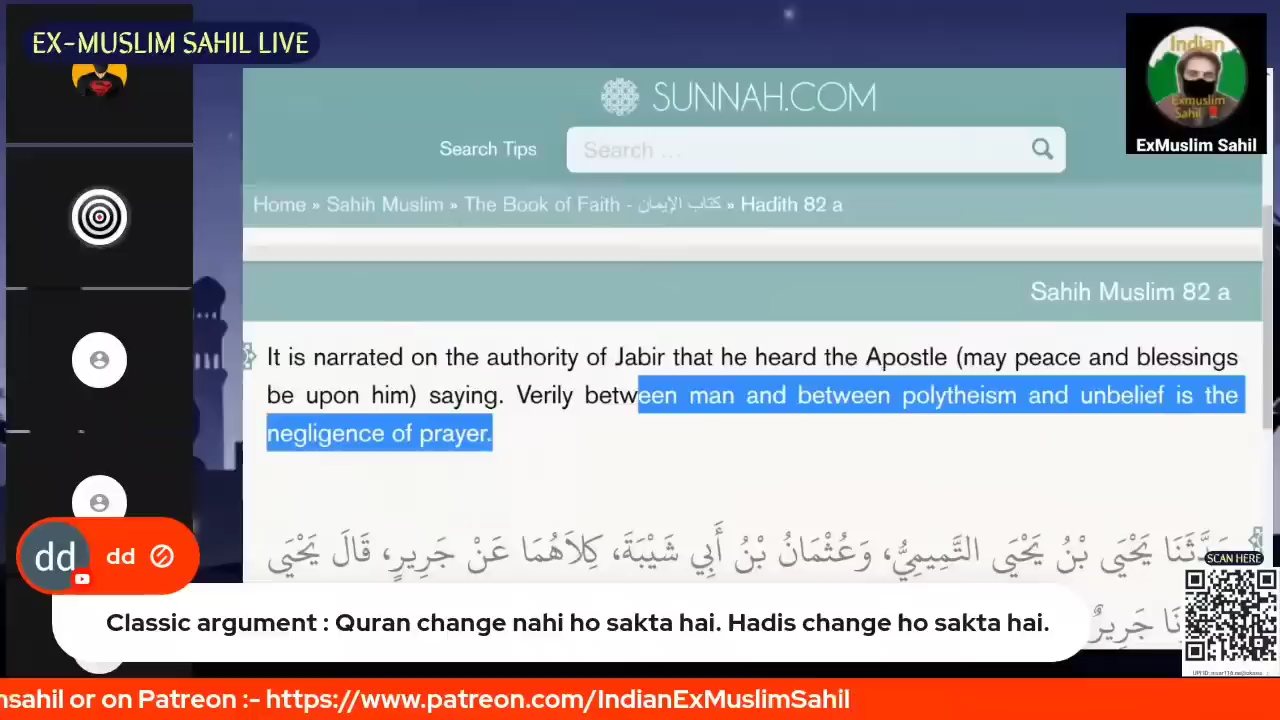 EX-MUSLIM SAHIL LIVE
SUNNAH.COM
Search Tips
Search ...
Indian
Exmuslim
Sahil
ExMuslim Sahil
Home » Sahih Muslim » The Book of Faith - كتاب الإيمان » Hadith 82 a
Sahih Muslim 82 a
It is narrated on the authority of Jabir that he heard the Apostle (may peace and blessings
be upon him) saying. Verily between man and between polytheism and unbelief is the
negligence of prayer.
يَحْيَى بْنُ يَحْيَى التَّمِيمِيُّ، وَعُثْمَانُ بْنُ أَبِي شَيْبَةَ، كِلاَهُمَا عَنْ جَرِيرٍ، قَالَ يَحْيَى
جَرِيرٌ
SCAN HERE
dd
dd
Classic argument : Quran change nahi ho sakta hai. Hadis change ho sakta hai.
nsahil or on Patreon :- https://www.patreon.com/IndianExMuslimSahil